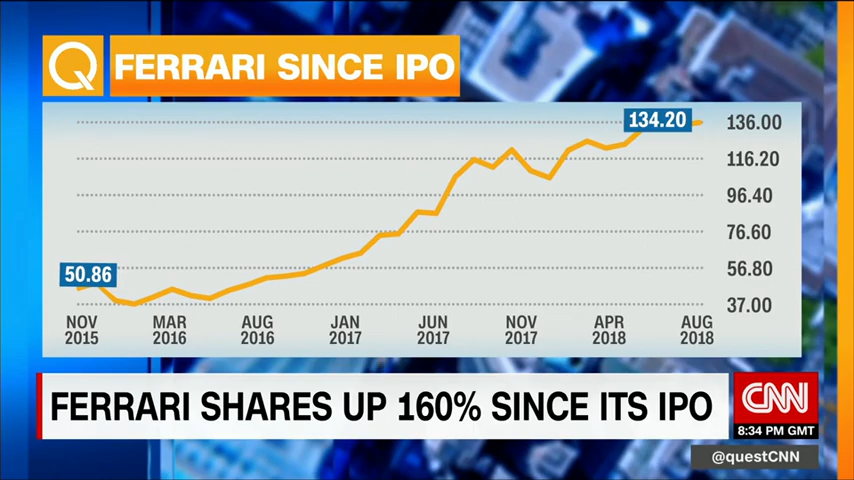 Q FERRARI SINCE IPO
134.20
136.00
116.20
96.40
76.60
50.86
56.80
37.00
NOV MAR AUG JAN JUN NOV APR AUG
2015 2016 2016 2017 2017 2017 2018 2018
FERRARI SHARES UP 160% SINCE ITS IPO
CNN
8:34 PM GMT
@questCNN